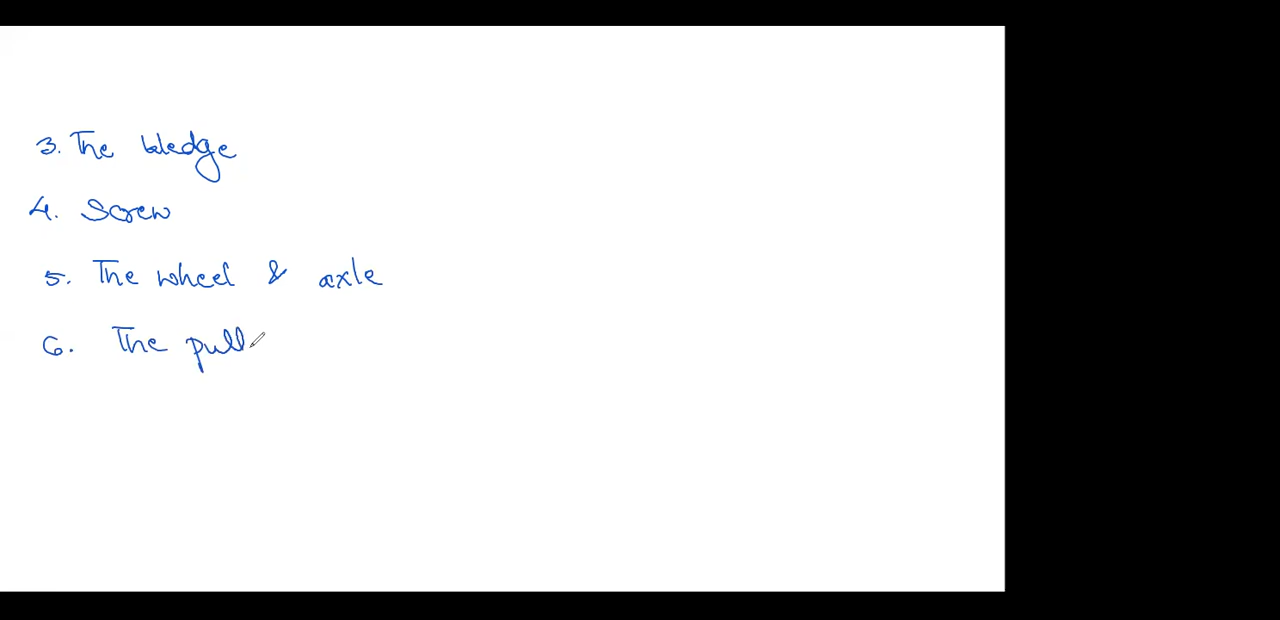 3. The Wedge
4. Screw
5. The wheel & axle
6. The pull